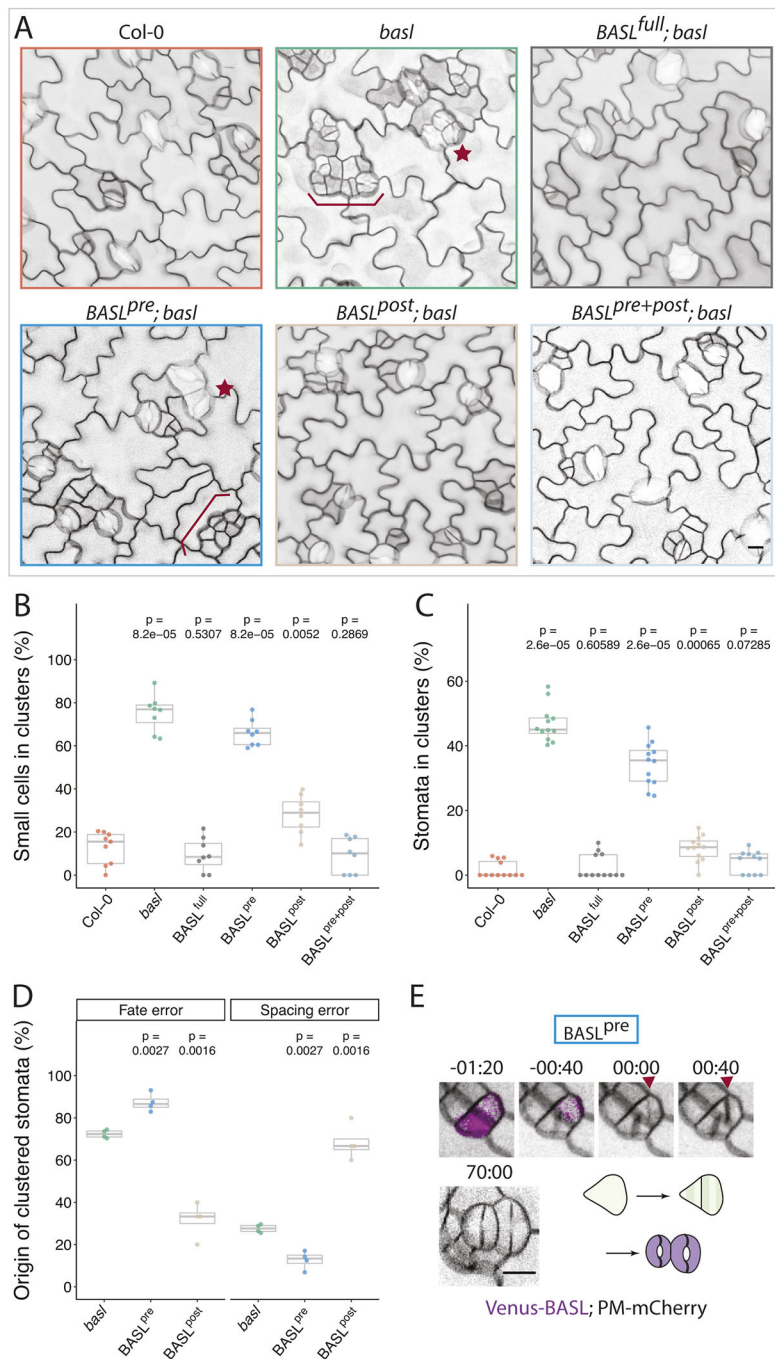 A
Col-0
basl
BASLfull; basl
BASLpre; basl
BASLpost; basl
BASLpre+post; basl
B
Small cells in clusters (%)
p = 8.2e-05
p = 0.5307
p = 8.2e-05
p = 0.0052
p = 0.2869
100
80
60
40
20
0
Col-0
basl
BASLfull
BASLpre
BASLpost
BASLpre+post
C
Stomata in clusters (%)
p = 2.6e-05
p = 0.60589
p = 2.6e-05
p = 0.00065
p = 0.07285
60
40
20
0
Col-0
basl
BASLfull
BASLpre
BASLpost
BASLpre+post
D
Origin of clustered stomata (%)
Fate error
Spacing error
p = 0.0027
p = 0.0016
p = 0.0027
p = 0.0016
100
80
60
40
20
0
basl
BASLpre
BASLpost
basl
BASLpre
BASLpost
E
BASLpre
-01:20
-00:40
00:00
00:40
70:00
Venus-BASL; PM-mCherry